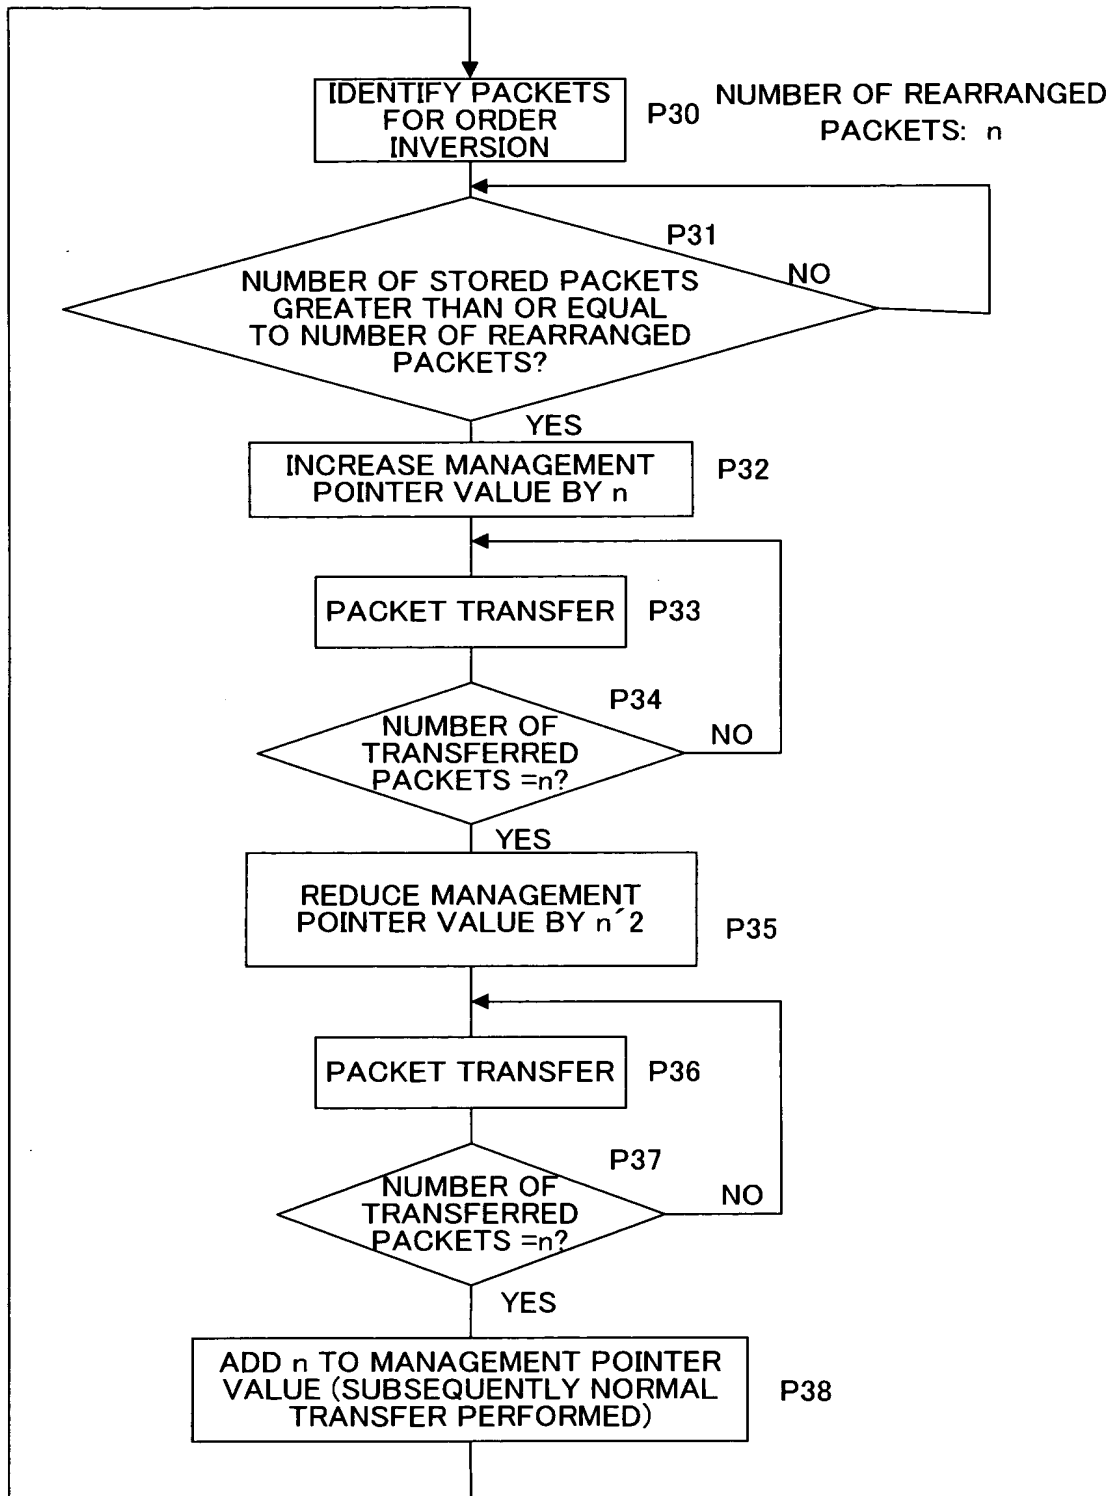 IDENTIFY PACKETS
FOR ORDER
INVERSION
P30
NUMBER OF REARRANGED
PACKETS: n
P31
NUMBER OF STORED PACKETS
GREATER THAN OR EQUAL
TO NUMBER OF REARRANGED
PACKETS?
NO
YES
INCREASE MANAGEMENT
POINTER VALUE BY n
P32
PACKET TRANSFER
P33
P34
NUMBER OF
TRANSFERRED
PACKETS =n?
NO
YES
REDUCE MANAGEMENT
POINTER VALUE BY n´2
P35
PACKET TRANSFER
P36
P37
NUMBER OF
TRANSFERRED
PACKETS =n?
NO
YES
ADD n TO MANAGEMENT POINTER
VALUE (SUBSEQUENTLY NORMAL
TRANSFER PERFORMED)
P38